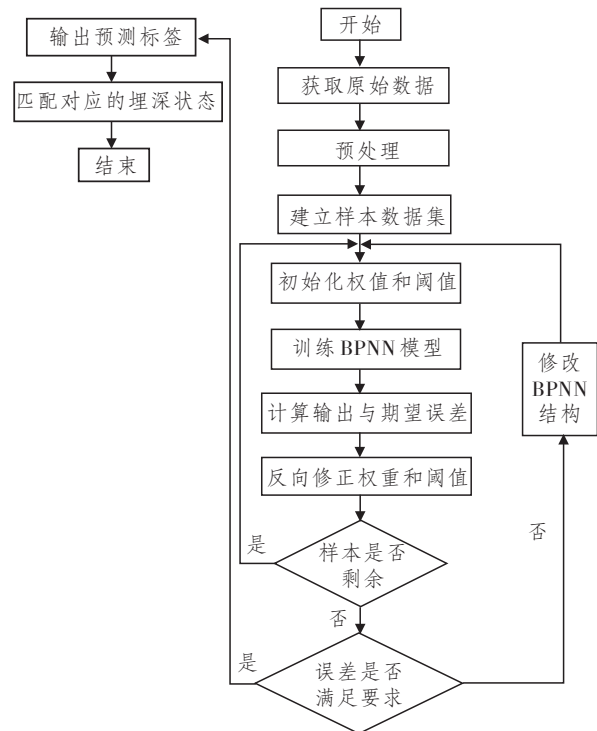 开始
获取原始数据
预处理
建立样本数据集
初始化权值和阈值
训练BPNN模型
计算输出与期望误差
反向修正权重和阈值
样本是否
剩余
是
否
误差是否
满足要求
是
否
修改
BPNN
结构
输出预测标签
匹配对应的埋深状态
结束